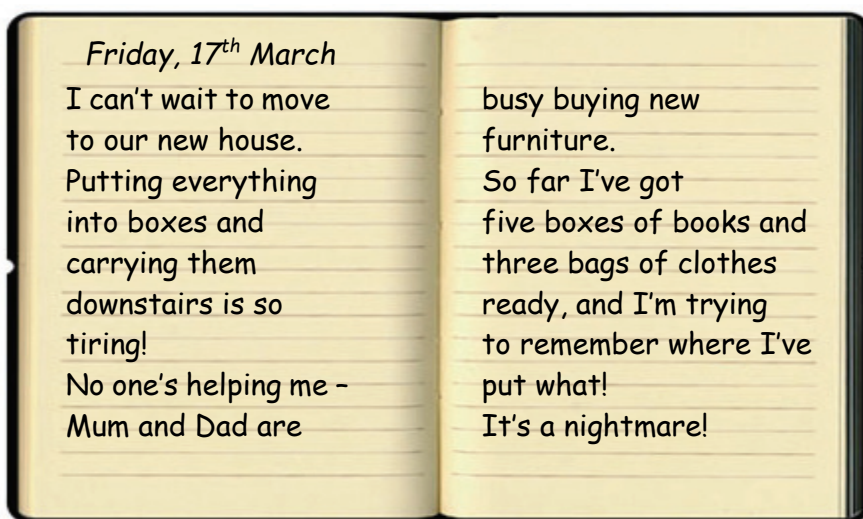 Friday, 17th March
I can't wait to move
to our new house.
Putting everything
into boxes and
carrying them
downstairs is so
tiring!
No one's helping me –
Mum and Dad are
busy buying new
furniture.
So far I've got
five boxes of books and
three bags of clothes
ready, and I'm trying
to remember where I've
put what!
It's a nightmare!